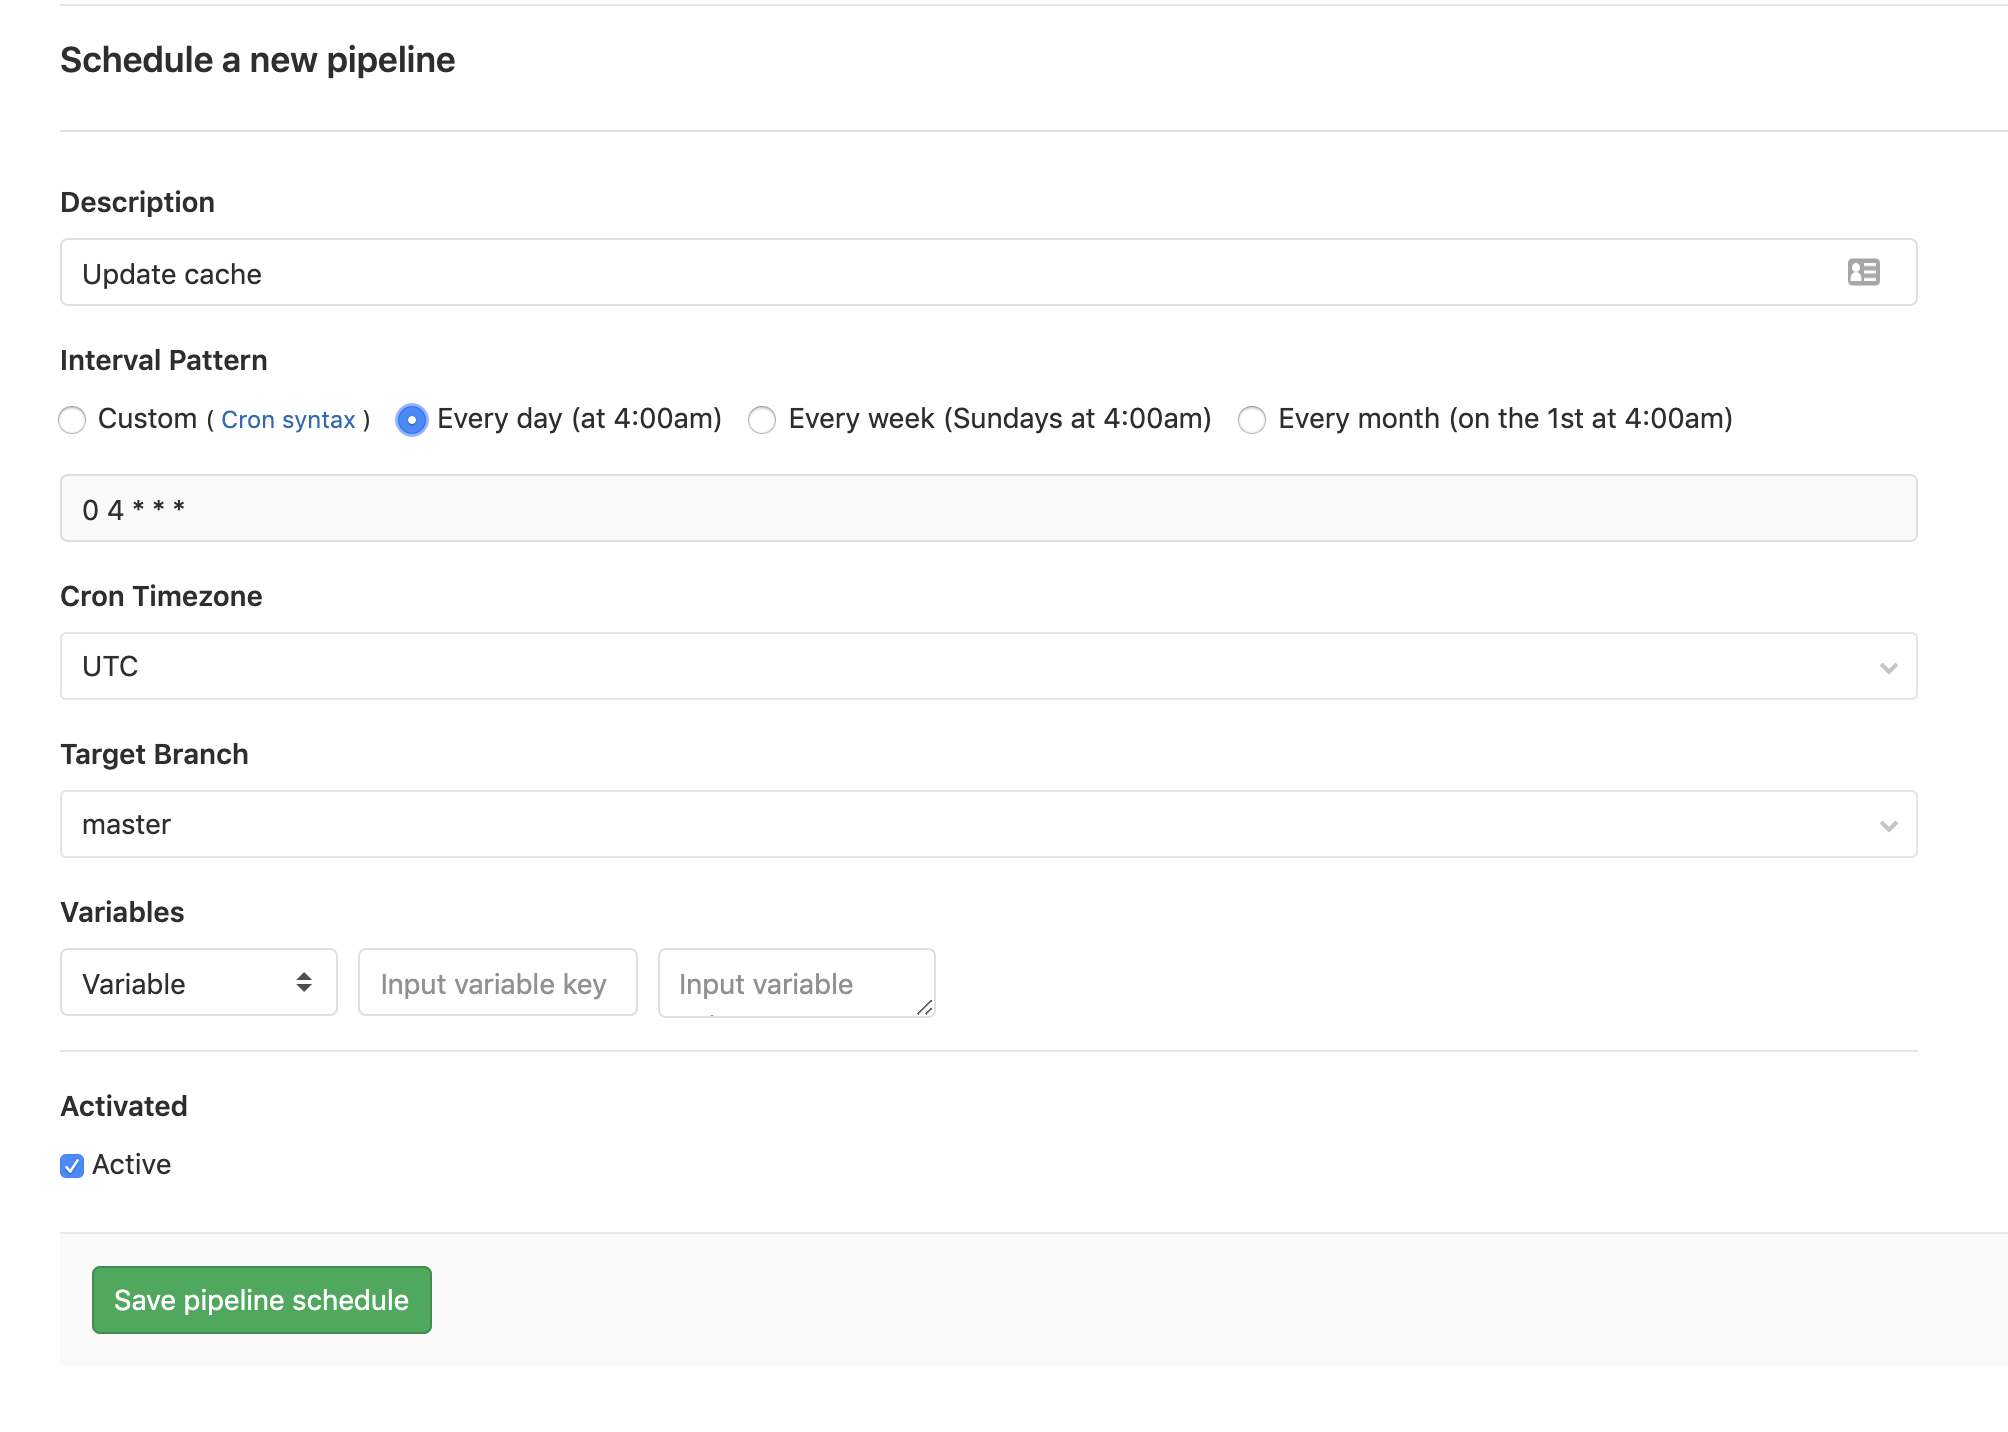 Schedule a new pipeline
Description
Update cache
Interval Pattern
Custom ( Cron syntax ) Every day (at 4:00am) Every week (Sundays at 4:00am) Every month (on the 1st at 4:00am)
0 4 * * *
Cron Timezone
UTC
Target Branch
master
Variables
Variable Input variable key Input variable
Activated
Active
Save pipeline schedule